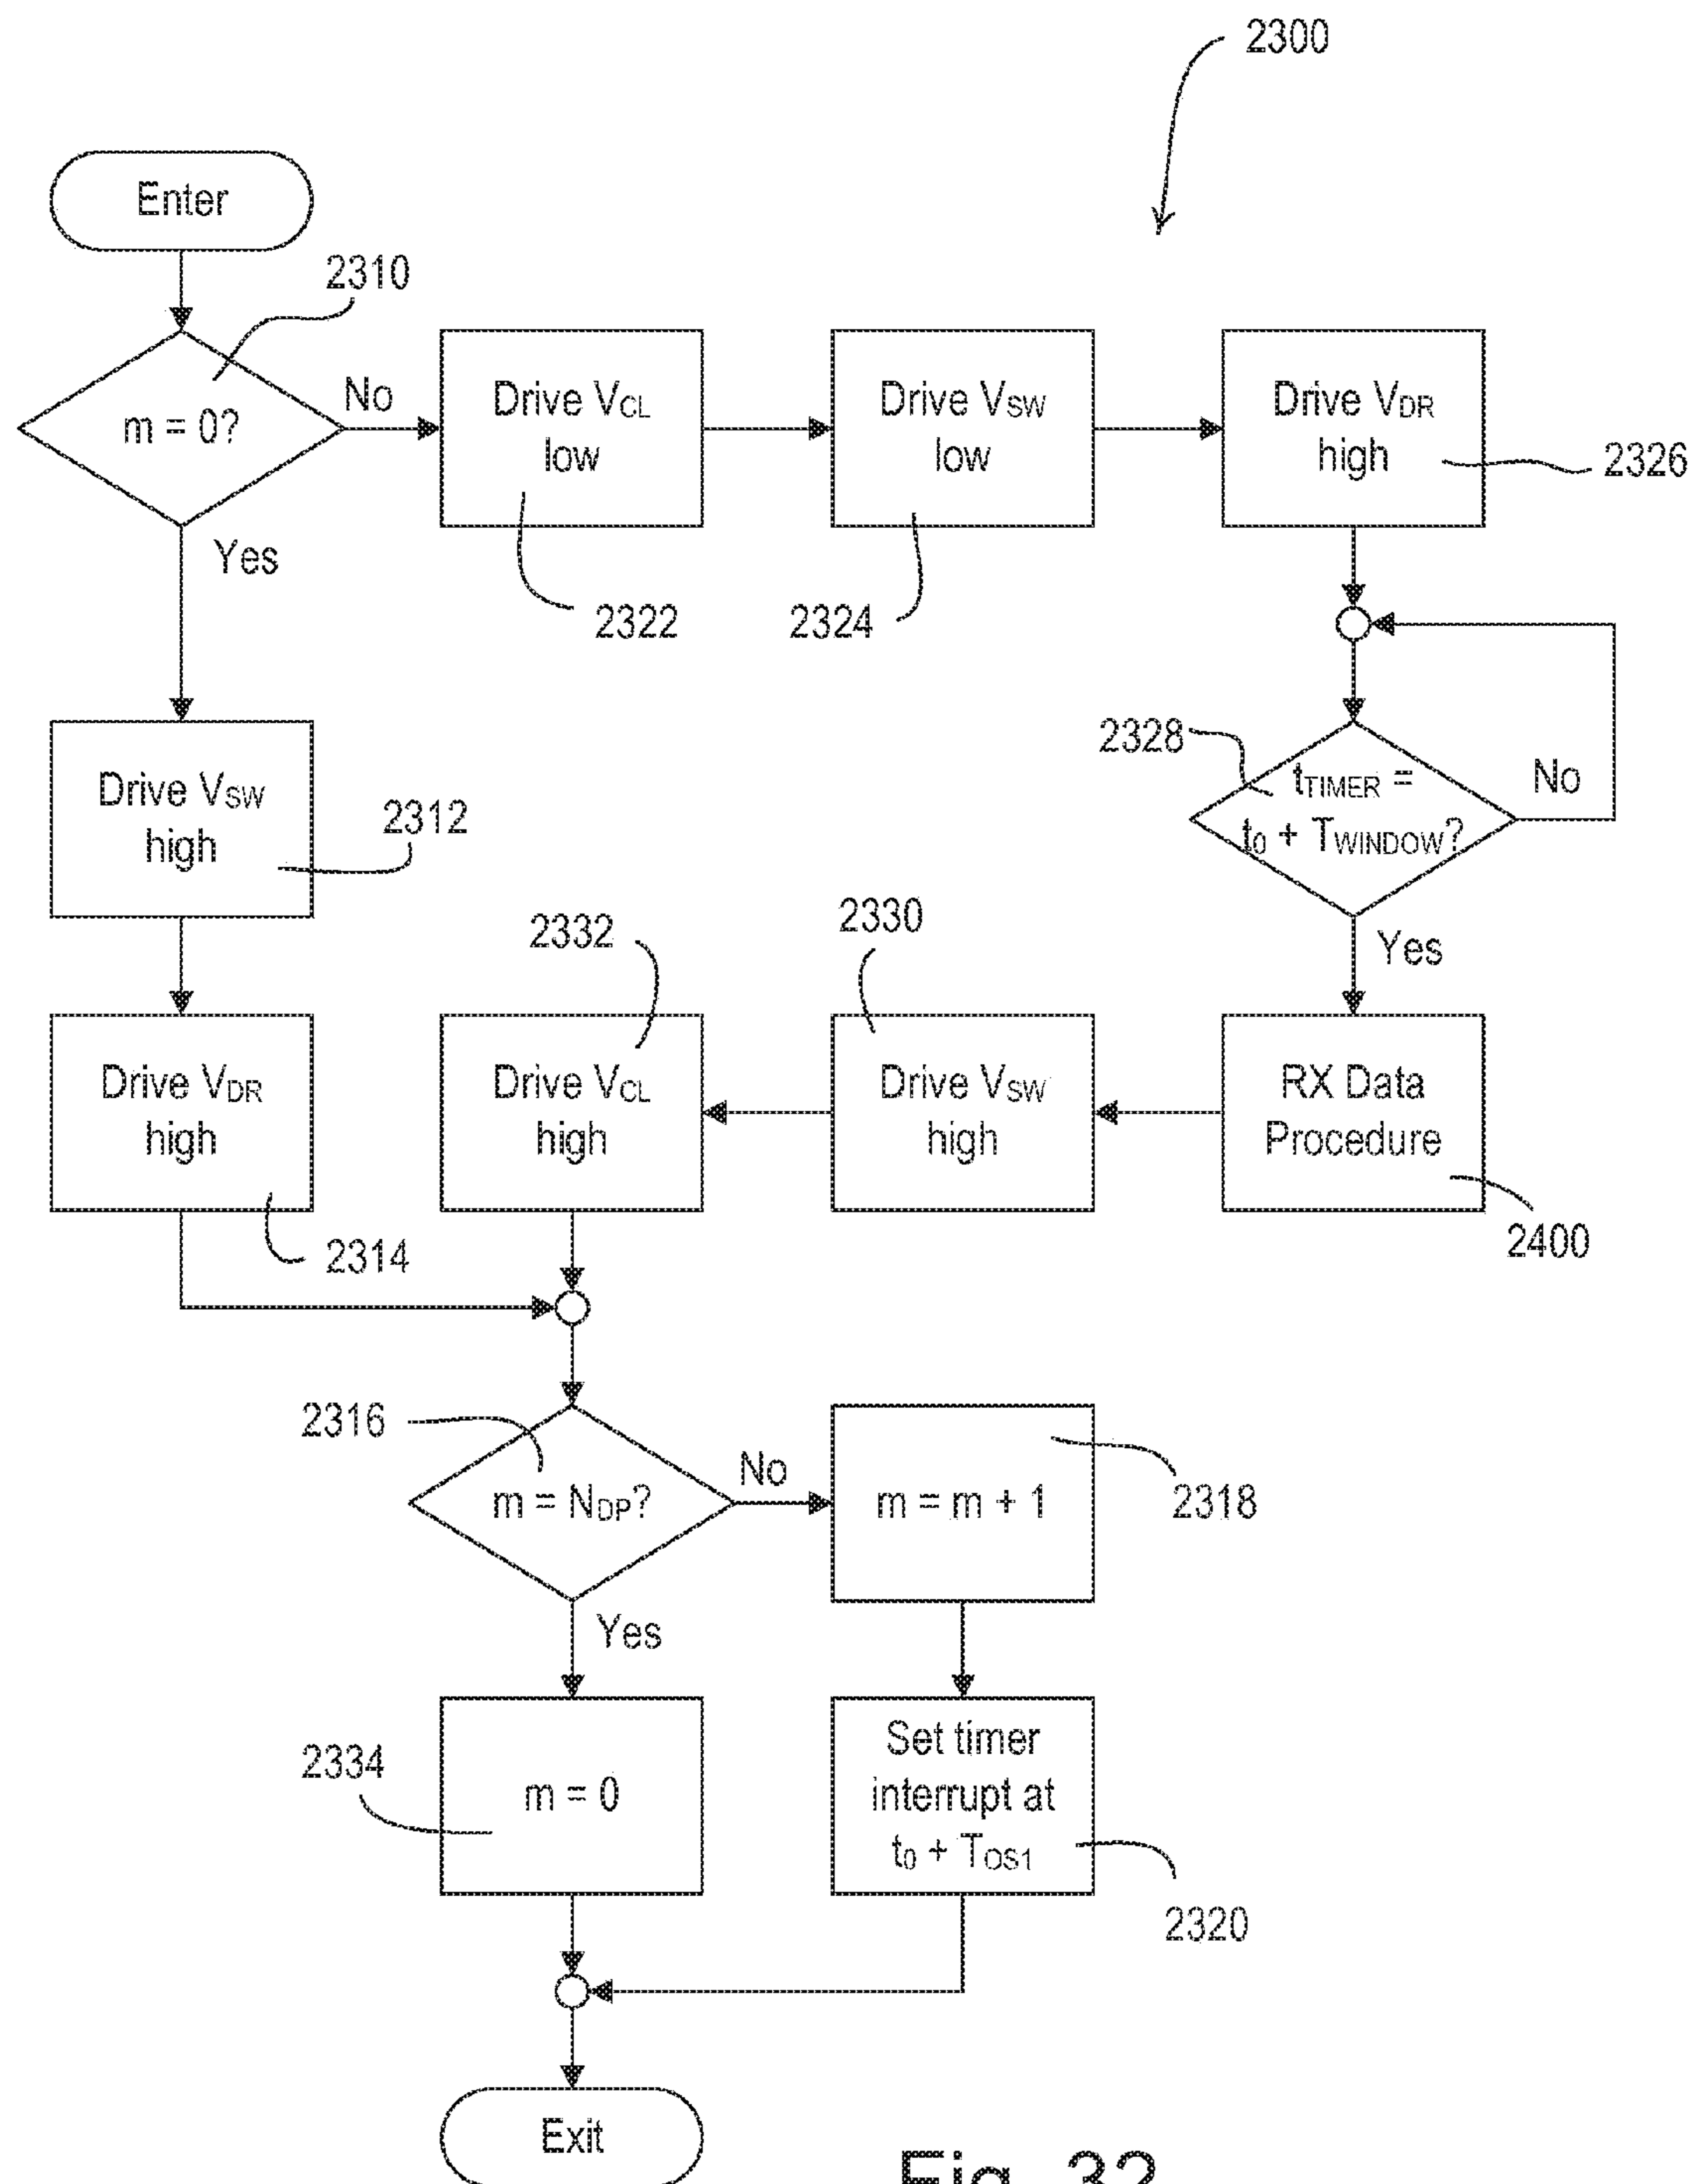 2300
Enter
2310
m = 0?
No
Yes
Drive VCL
low
2322
Drive VSW
low
2324
Drive VDR
high
2326
2328
tTIMER =
t0 + TWINDOW?
No
Yes
Drive VSW
high
2312
Drive VDR
high
2314
2332
Drive VCL
high
2330
Drive VSW
high
RX Data
Procedure
2400
2316
m = NDP?
No
Yes
m = m + 1
2318
2334
m = 0
Set timer
interrupt at
t0 + TOS1
2320
Exit
Fig. 32